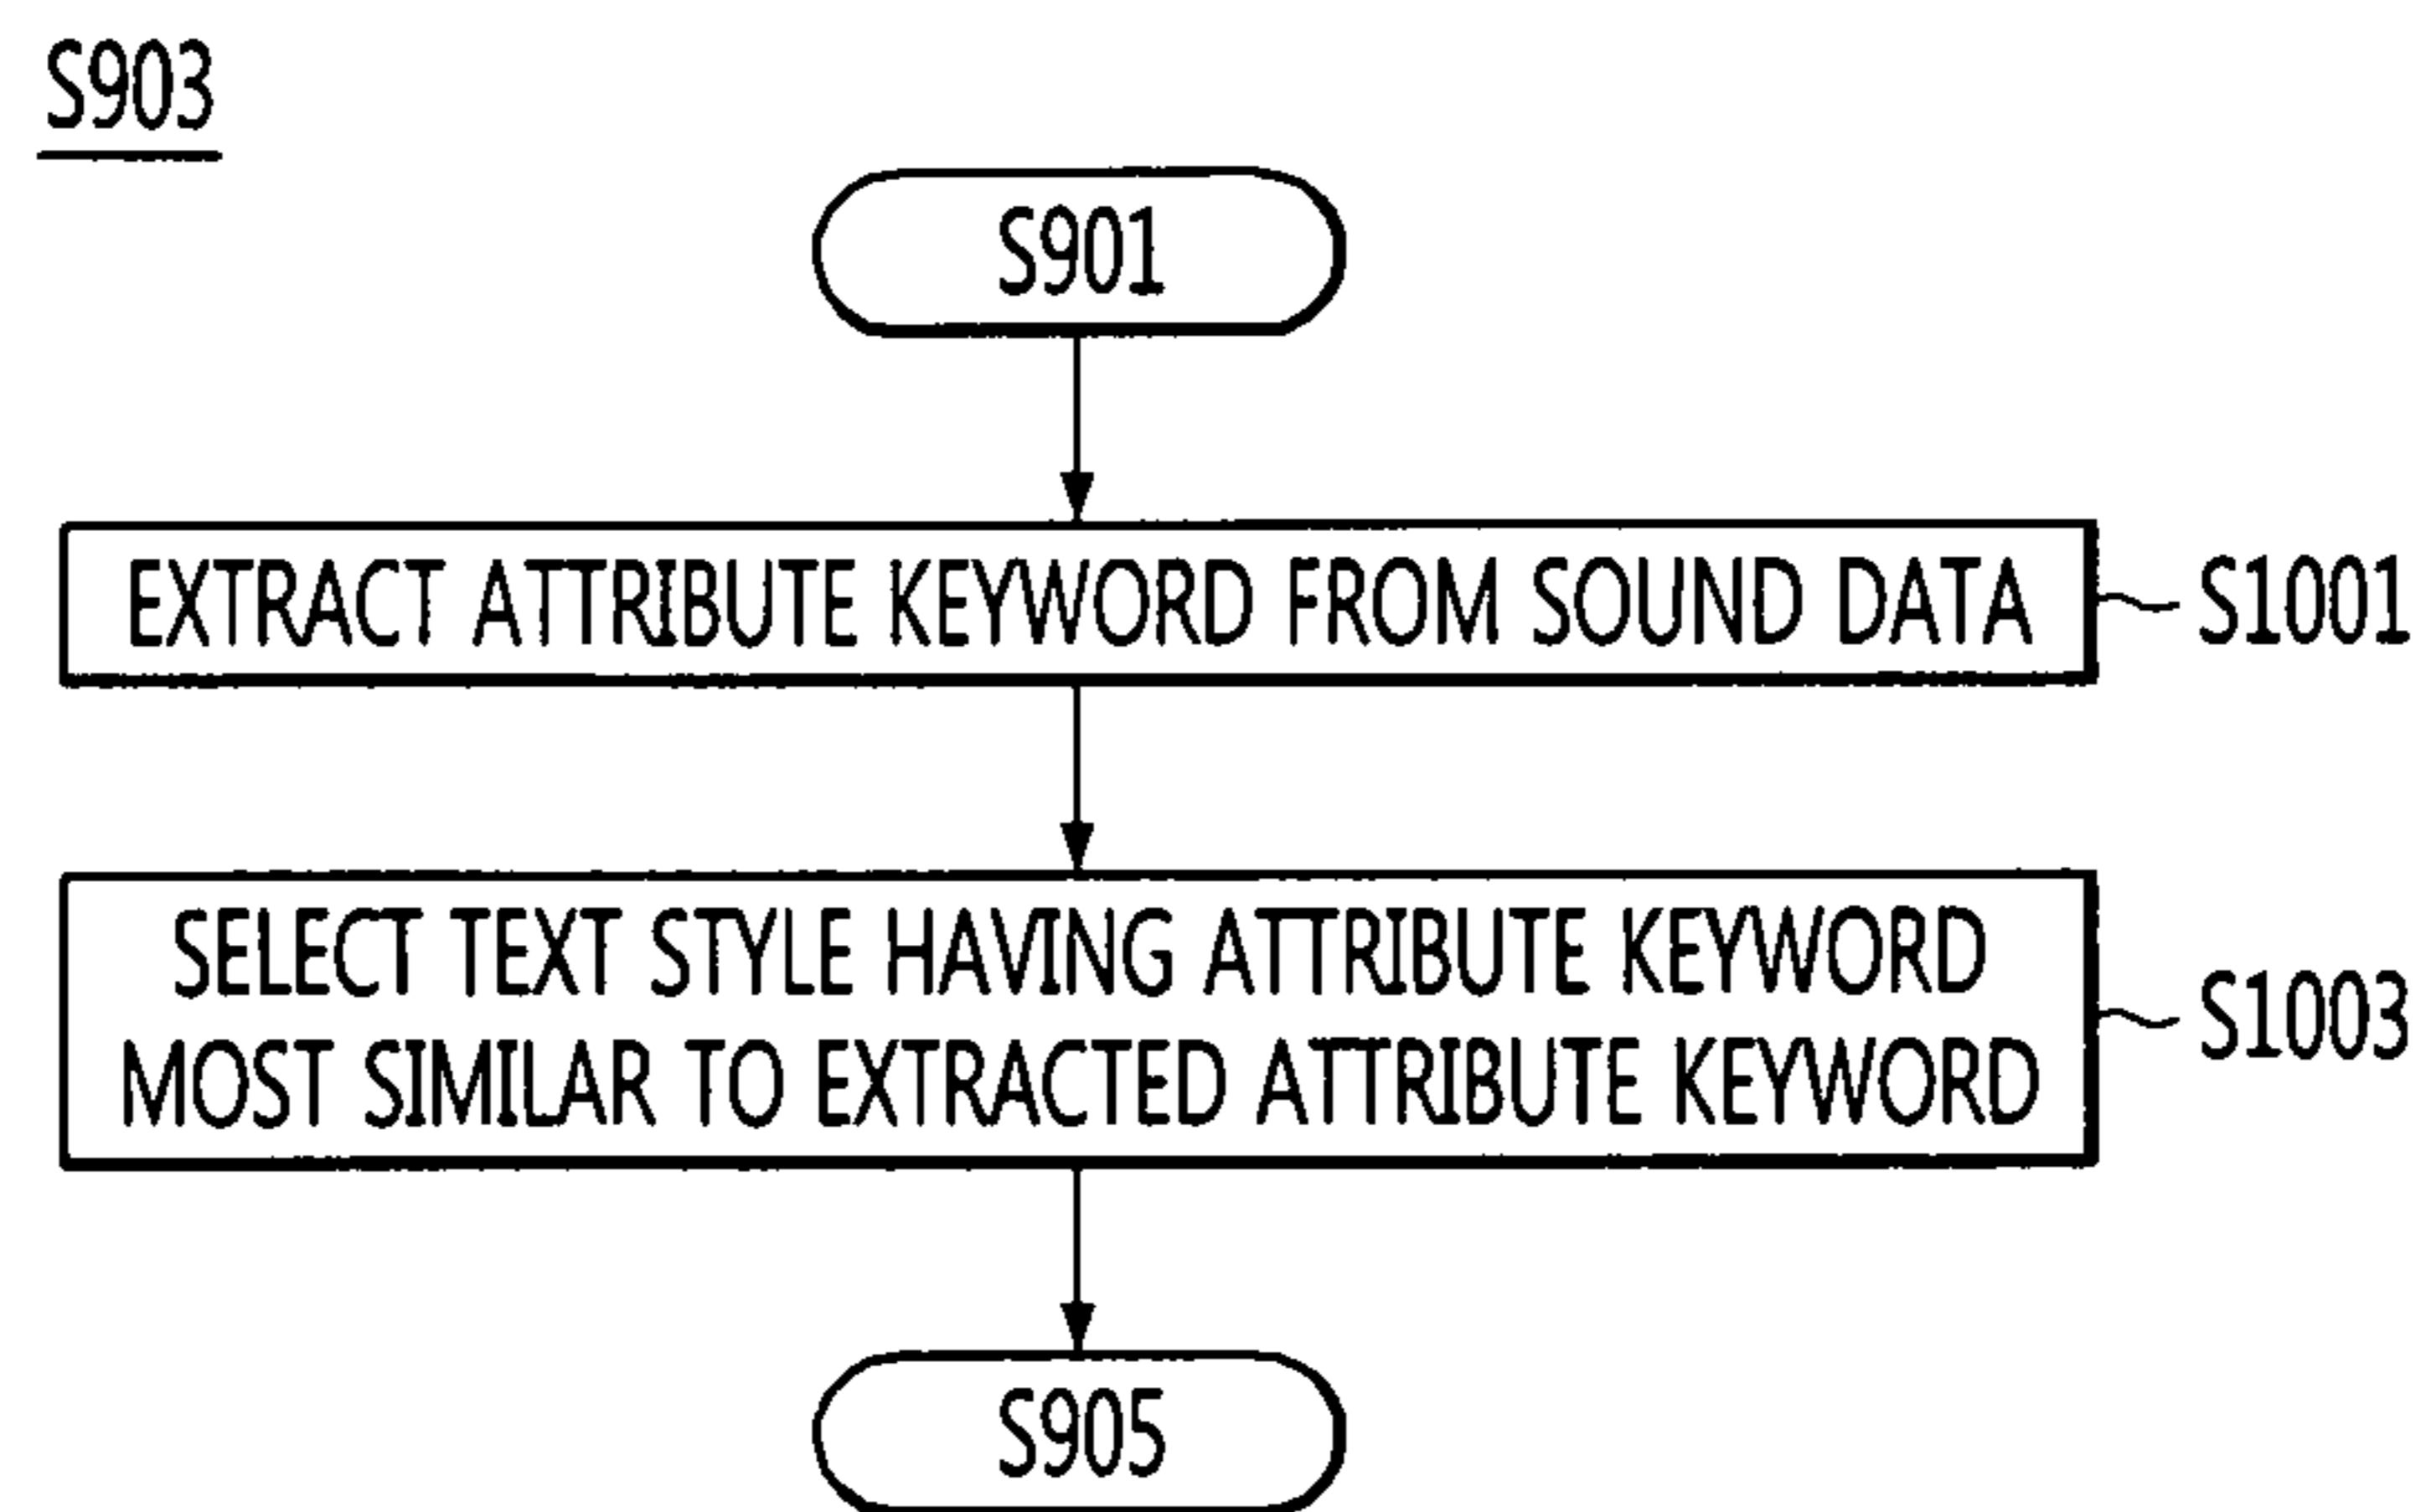 S903
S901
EXTRACT ATTRIBUTE KEYWORD FROM SOUND DATA
S1001
SELECT TEXT STYLE HAVING ATTRIBUTE KEYWORD
MOST SIMILAR TO EXTRACTED ATTRIBUTE KEYWORD
S1003
S905